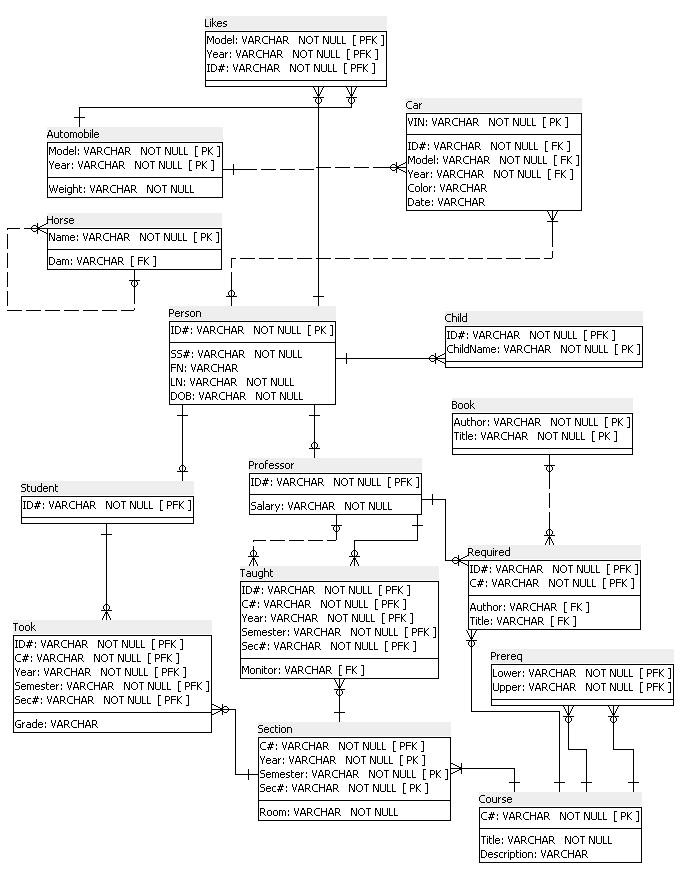 Likes
Model: VARCHAR NOT NULL [ PFK ]
Year: VARCHAR NOT NULL [ PFK ]
ID#: VARCHAR NOT NULL [ PFK ]
Car
VIN: VARCHAR NOT NULL [ PK ]
ID#: VARCHAR NOT NULL [ FK ]
Model: VARCHAR NOT NULL [ FK ]
Year: VARCHAR NOT NULL [ FK ]
Color: VARCHAR
Date: VARCHAR
Automobile
Model: VARCHAR NOT NULL [ PK ]
Year: VARCHAR NOT NULL [ PK ]
Weight: VARCHAR NOT NULL
Horse
Name: VARCHAR NOT NULL [ PK ]
Dam: VARCHAR [ FK ]
Person
ID#: VARCHAR NOT NULL [ PK ]
SS#: VARCHAR NOT NULL
FN: VARCHAR
LN: VARCHAR NOT NULL
DOB: VARCHAR NOT NULL
Child
ID#: VARCHAR NOT NULL [ PFK ]
ChildName: VARCHAR NOT NULL [ PK ]
Book
Author: VARCHAR NOT NULL [ PK ]
Title: VARCHAR NOT NULL [ PK ]
Professor
ID#: VARCHAR NOT NULL [ PFK ]
Salary: VARCHAR NOT NULL
Student
ID#: VARCHAR NOT NULL [ PFK ]
Required
ID#: VARCHAR NOT NULL [ PFK ]
C#: VARCHAR NOT NULL [ PFK ]
Author: VARCHAR [ FK ]
Title: VARCHAR [ FK ]
Taught
ID#: VARCHAR NOT NULL [ PFK ]
C#: VARCHAR NOT NULL [ PFK ]
Year: VARCHAR NOT NULL [ PFK ]
Semester: VARCHAR NOT NULL [ PFK ]
Sec#: VARCHAR NOT NULL [ PFK ]
Monitor: VARCHAR [ FK ]
Took
ID#: VARCHAR NOT NULL [ PFK ]
C#: VARCHAR NOT NULL [ PFK ]
Year: VARCHAR NOT NULL [ PFK ]
Semester: VARCHAR NOT NULL [ PFK ]
Sec#: VARCHAR NOT NULL [ PFK ]
Grade: VARCHAR
Prereq
Lower: VARCHAR NOT NULL [ PFK ]
Upper: VARCHAR NOT NULL [ PFK ]
Section
C#: VARCHAR NOT NULL [ PFK ]
Year: VARCHAR NOT NULL [ PK ]
Semester: VARCHAR NOT NULL [ PK ]
Sec#: VARCHAR NOT NULL [ PK ]
Room: VARCHAR NOT NULL
Course
C#: VARCHAR NOT NULL [ PK ]
Title: VARCHAR NOT NULL
Description: VARCHAR